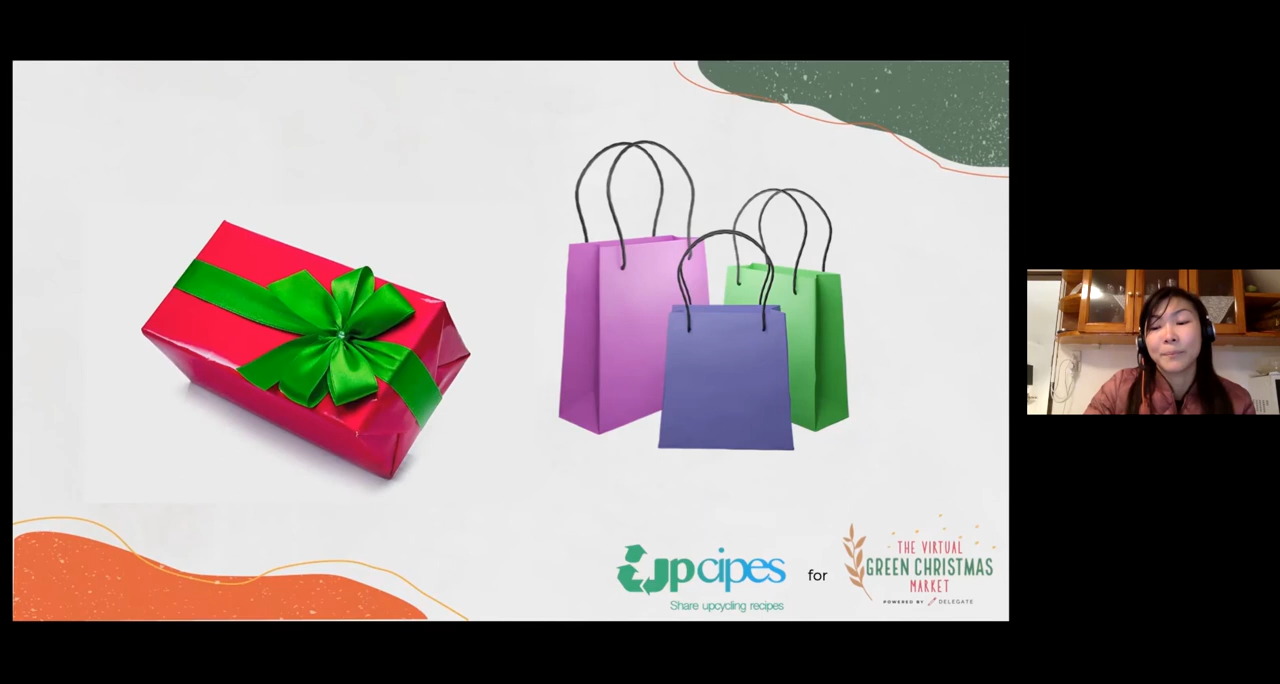 upcipes
Share upcycling recipes
for
THE VIRTUAL
GREEN CHRISTMAS
MARKET
POWERED BY DELEGATE